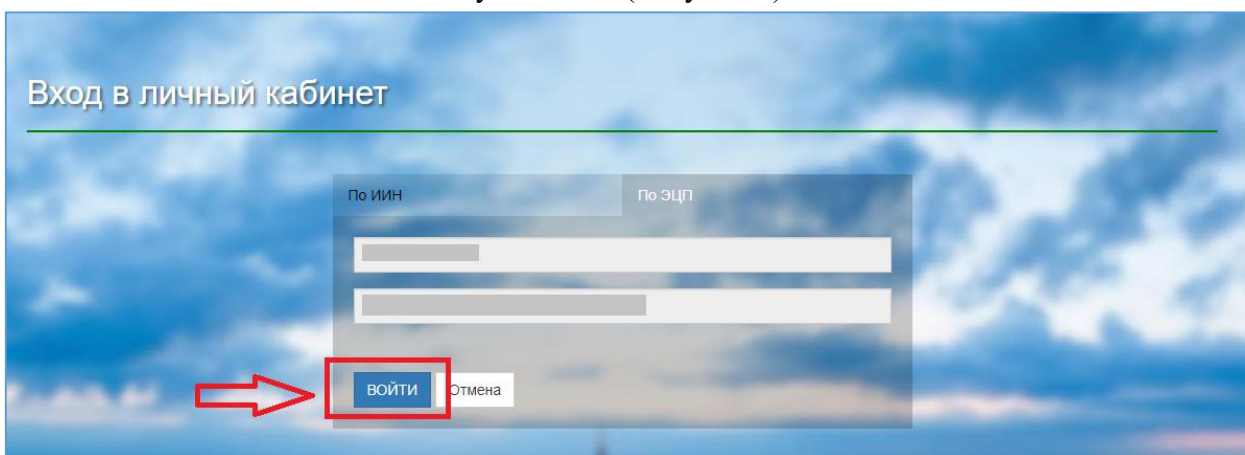 Вход в личный кабинет
По ИИН
По ЭЦП
ВОЙТИ
Отмена